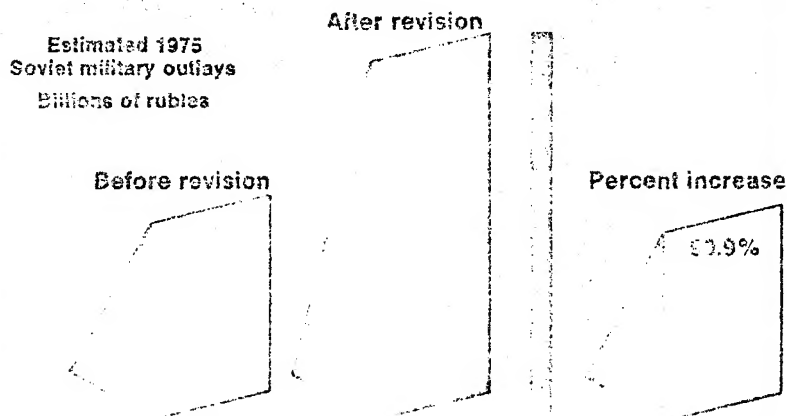 After revision
Estimated 1975
Soviet military outlays
Billions of rubles
Before revision
Percent increase